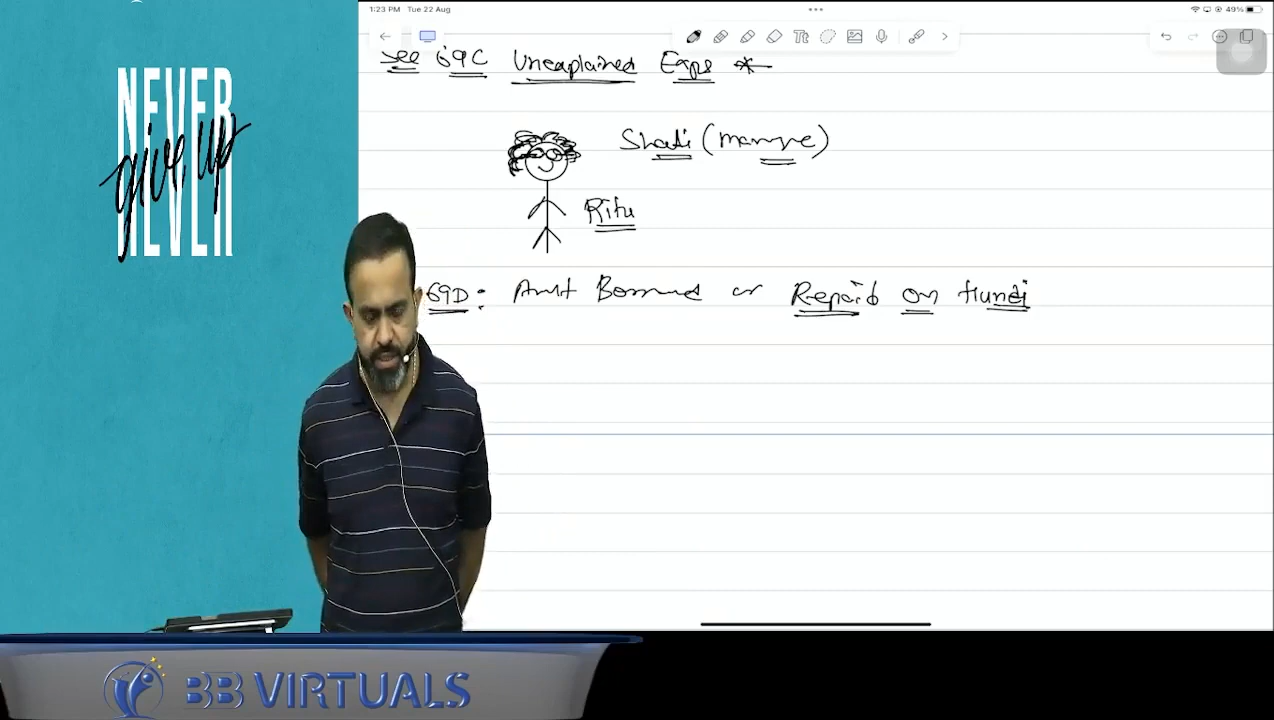 1:23 PM Tue 22 Aug
49%
See 69C Unexplained Exps *
Shadi (Marriage)
Ritu
69D: Amt Borrowed or Repaid on Hundi
NEVER
give up
NEVER
BB VIRTUALS